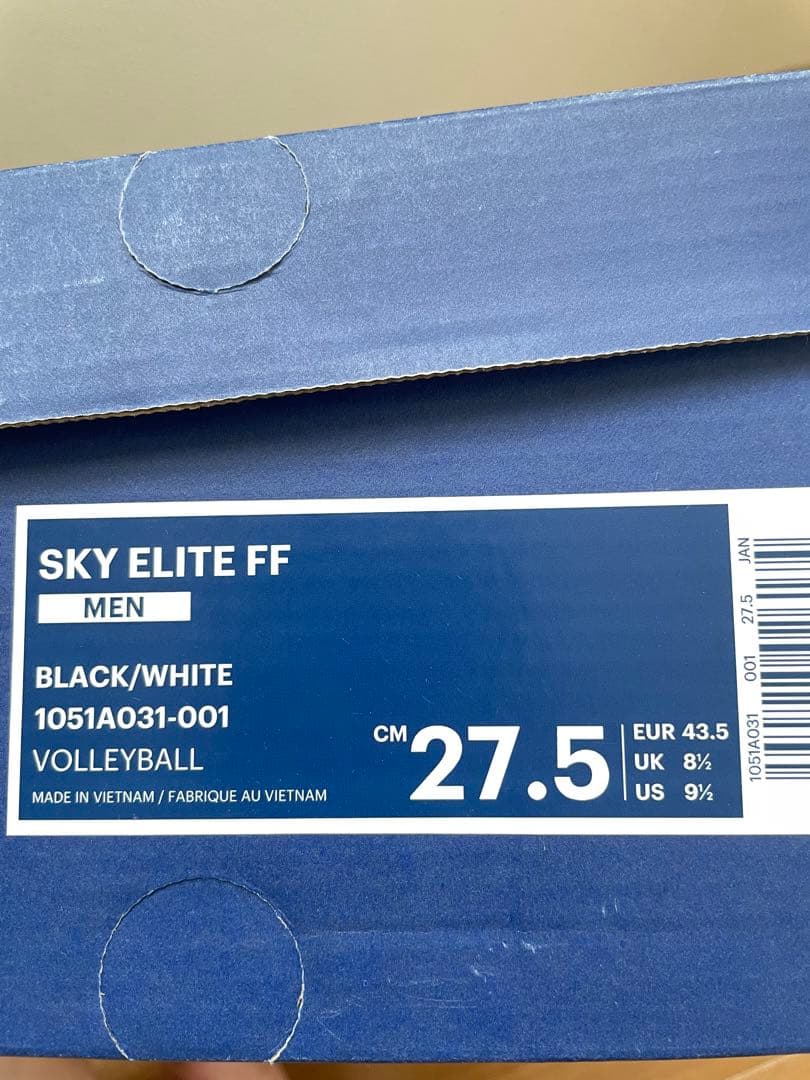 SKY ELITE FF
MEN
BLACK/WHITE
1051A031-001
VOLLEYBALL
MADE IN VIETNAM / FABRIQUE AU VIETNAM
CM 27.5
EUR 43.5
UK 8½
US 9½
1051A031 001 27.5 JAN